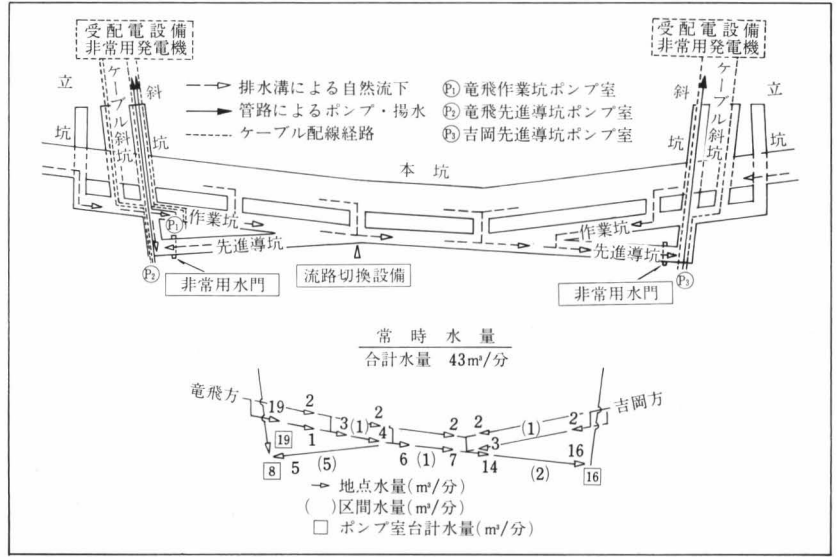 受配電設備
非常用発電機
受配電設備
非常用発電機
立坑
ケーブル斜坑
斜坑
排水溝による自然流下
管路によるポンプ・揚水
ケーブル配線経路
P₁竜飛作業坑ポンプ室
P₂竜飛先進導坑ポンプ室
P₃吉岡先進導坑ポンプ室
斜坑
ケーブル斜坑
立坑
本坑
作業坑
P₁
先進導坑
P₂
非常用水門
流路切換設備
作業坑
先進導坑
非常用水門
P₃
常時水量
合計水量 43m³/分
竜飛方
吉岡方
19 2 3 (1) 2 2 2 (1) 2
19 1 4 3
8 5 (5) 6 (1) 7 14 (2) 16 16
地点水量(m³/分)
( )区間水量(m³/分)
□ ポンプ室台計水量(m³/分)